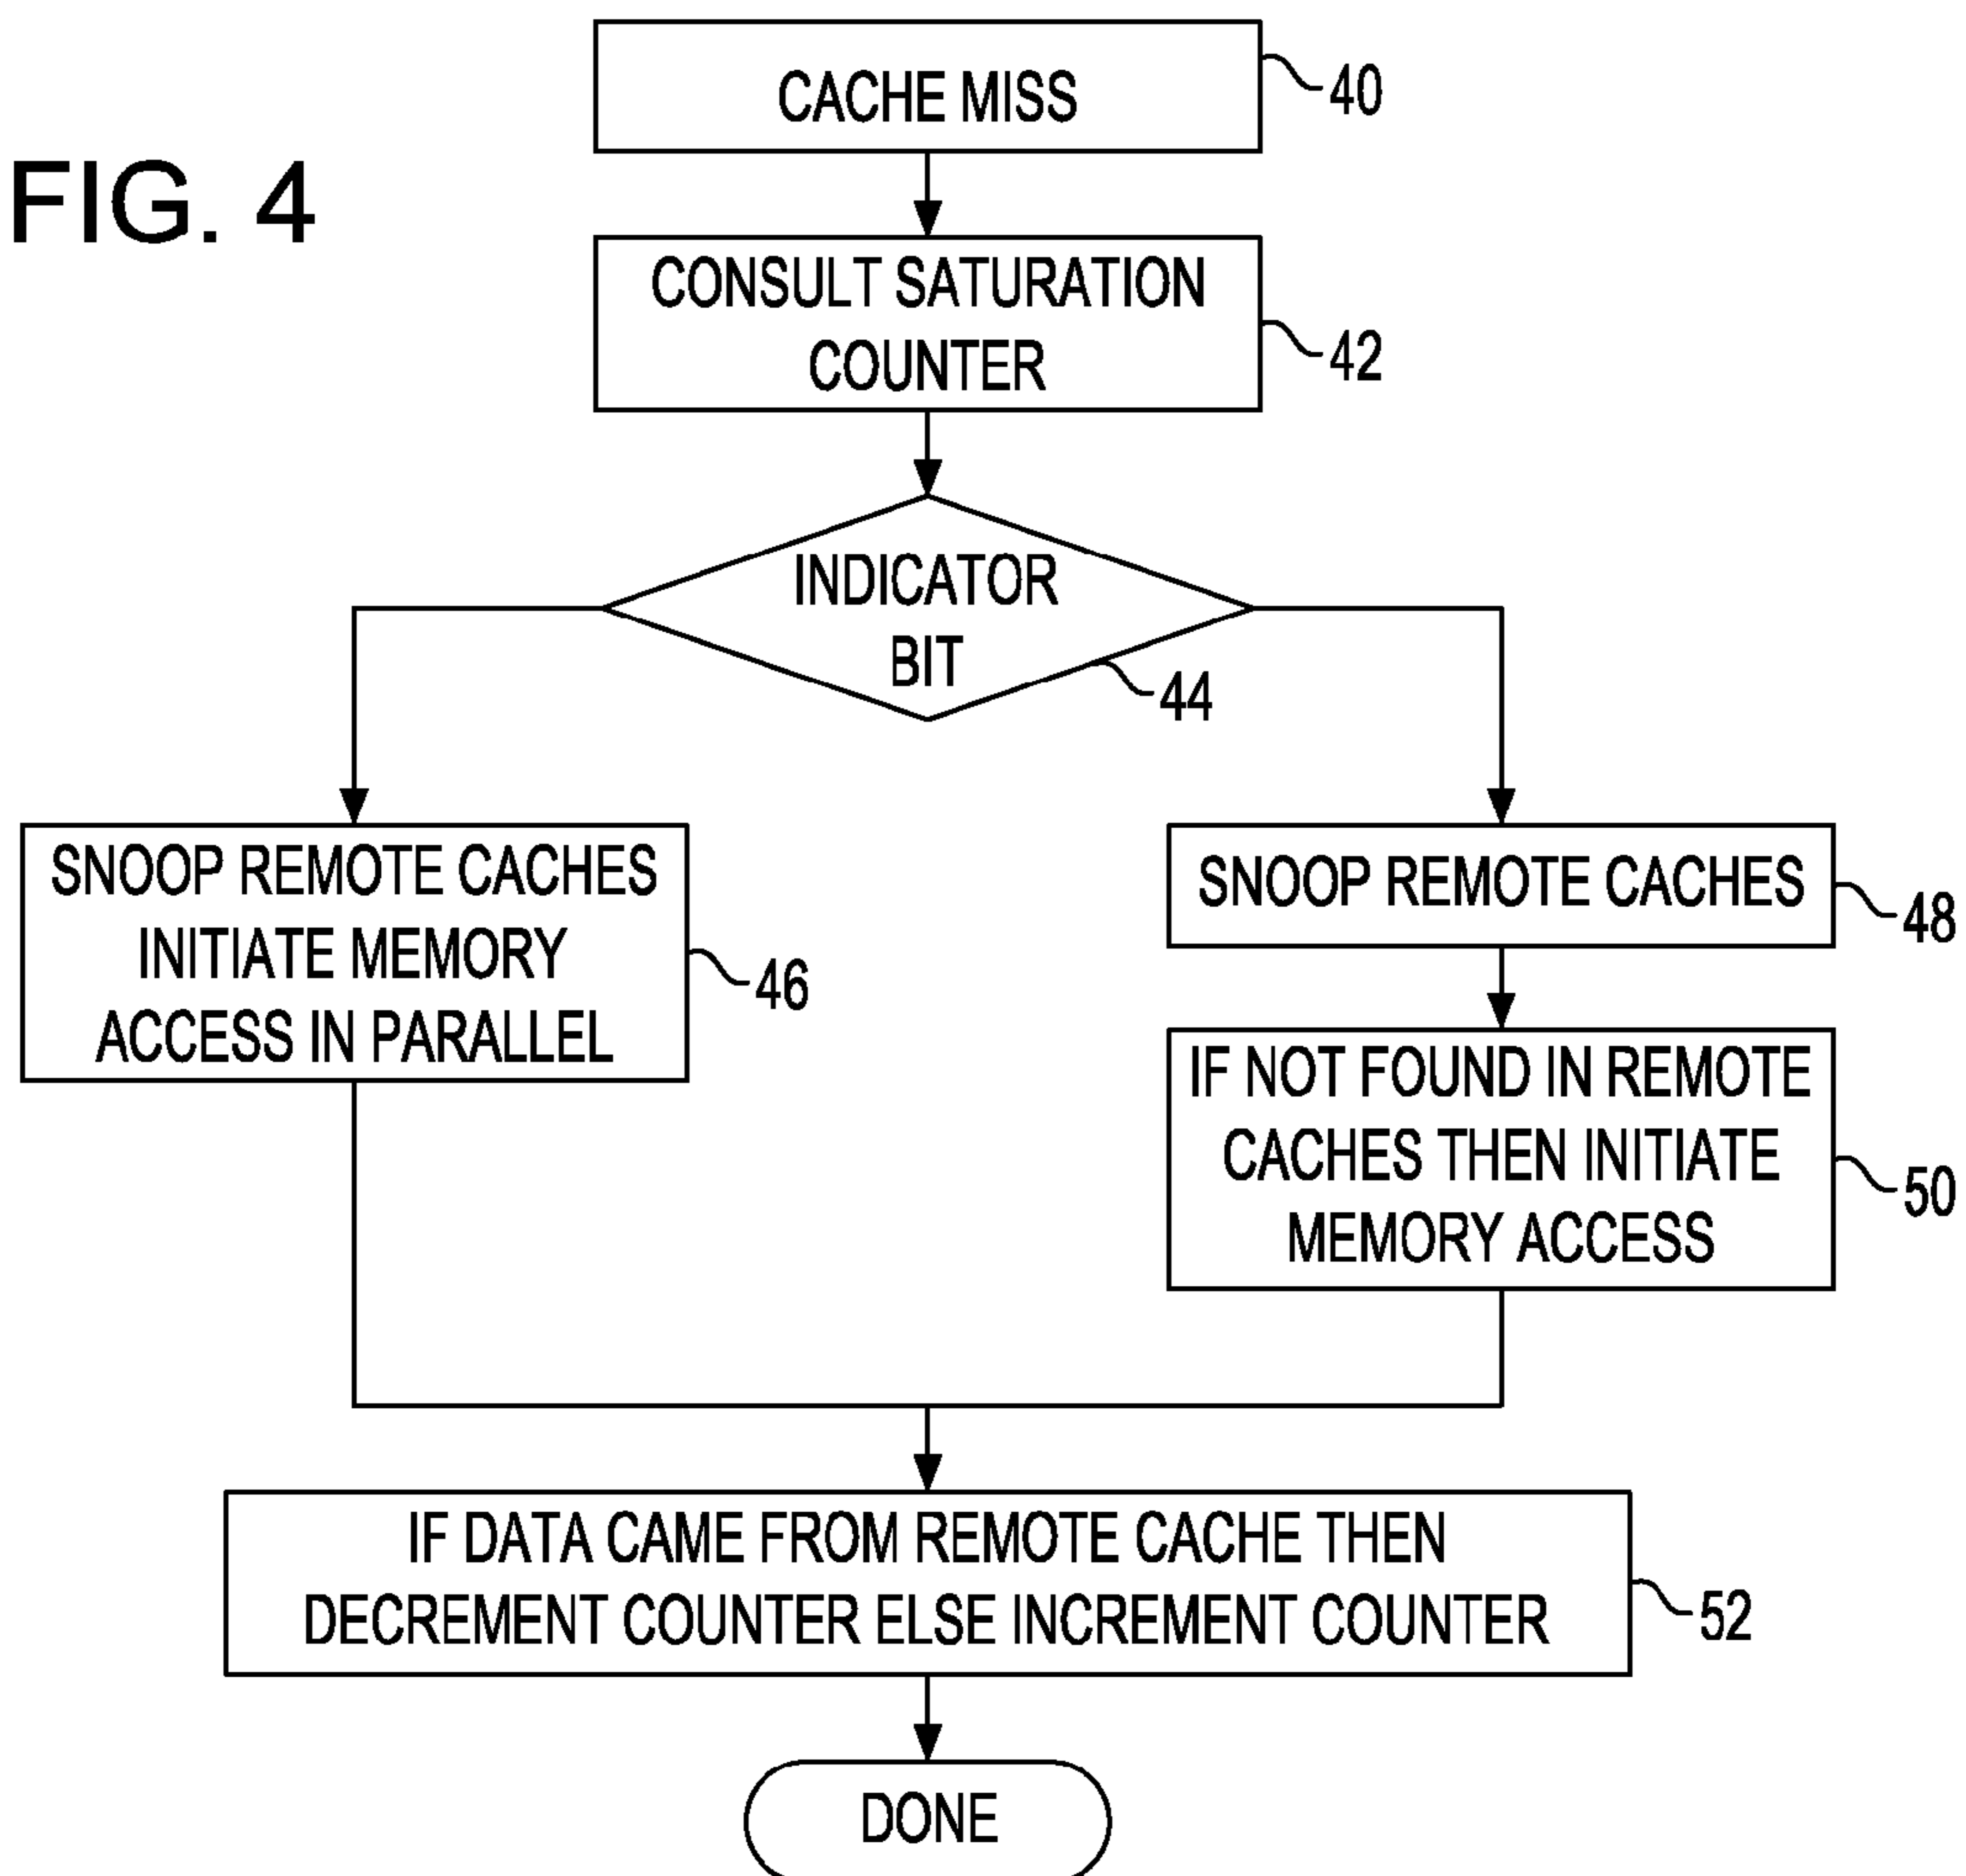 FIG. 4
CACHE MISS
40
CONSULT SATURATION
COUNTER
42
INDICATOR
BIT
44
SNOOP REMOTE CACHES
INITIATE MEMORY
ACCESS IN PARALLEL
46
SNOOP REMOTE CACHES
48
IF NOT FOUND IN REMOTE
CACHES THEN INITIATE
MEMORY ACCESS
50
IF DATA CAME FROM REMOTE CACHE THEN
DECREMENT COUNTER ELSE INCREMENT COUNTER
52
DONE